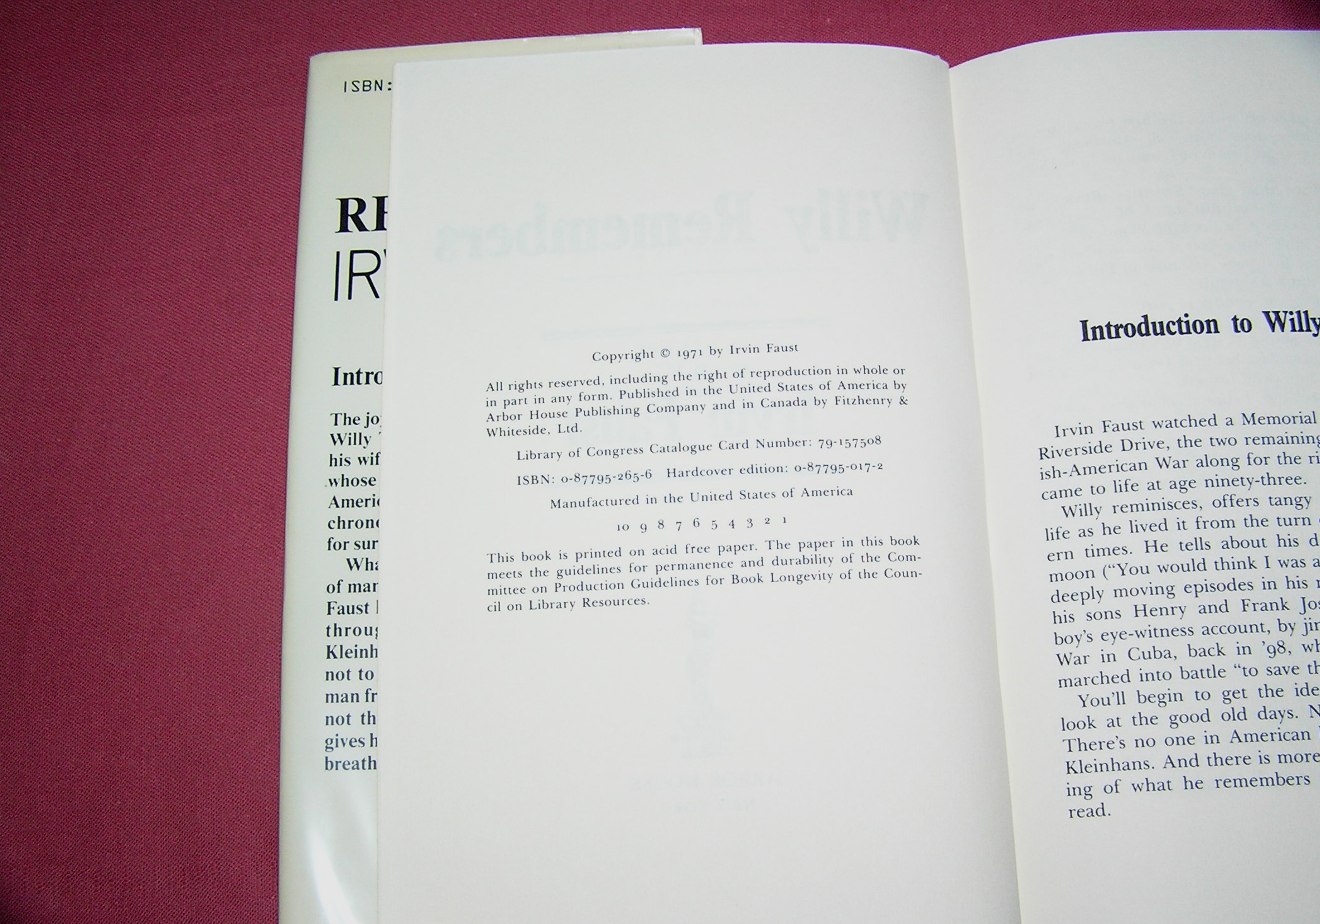 ISBN:
IRV
Intro
The joy
Willy
his wif
whose
Americ
chrone
for sur
of mar
Faust
throug
Kleinh
not to
man fr
not th
gives h
breath
Willy Remembers
Copyright © 1971 by Irvin Faust
All rights reserved, including the right of reproduction in whole or
in part in any form. Published in the United States of America by
Arbor House Publishing Company and in Canada by Fitzhenry &
Whiteside, Ltd.
Library of Congress Catalogue Card Number: 79-157508
ISBN: 0-87795-265-6 Hardcover edition: 0-87795-017-2
Manufactured in the United States of America
10 9 8 7 6 5 4 3 2 1
This book is printed on acid free paper. The paper in this book
meets the guidelines for permanence and durability of the Com-
mittee on Production Guidelines for Book Longevity of the Coun-
cil on Library Resources.
Introduction to Willy
Irvin Faust watched a Memorial
Riverside Drive, the two remaining
ish-American War along for the ri
came to life at age ninety-three.
Willy reminisces, offers tangy
life as he lived it from the turn
ern times. He tells about his d
moon (“You would think I was a
deeply moving episodes in his
his sons Henry and Frank Jos
boy's eye-witness account, by jin
War in Cuba, back in '98, wh
marched into battle “to save th
You'll begin to get the ide
look at the good old days. N
There's no one in American
Kleinhans. And there is more
ing of what he remembers
read.